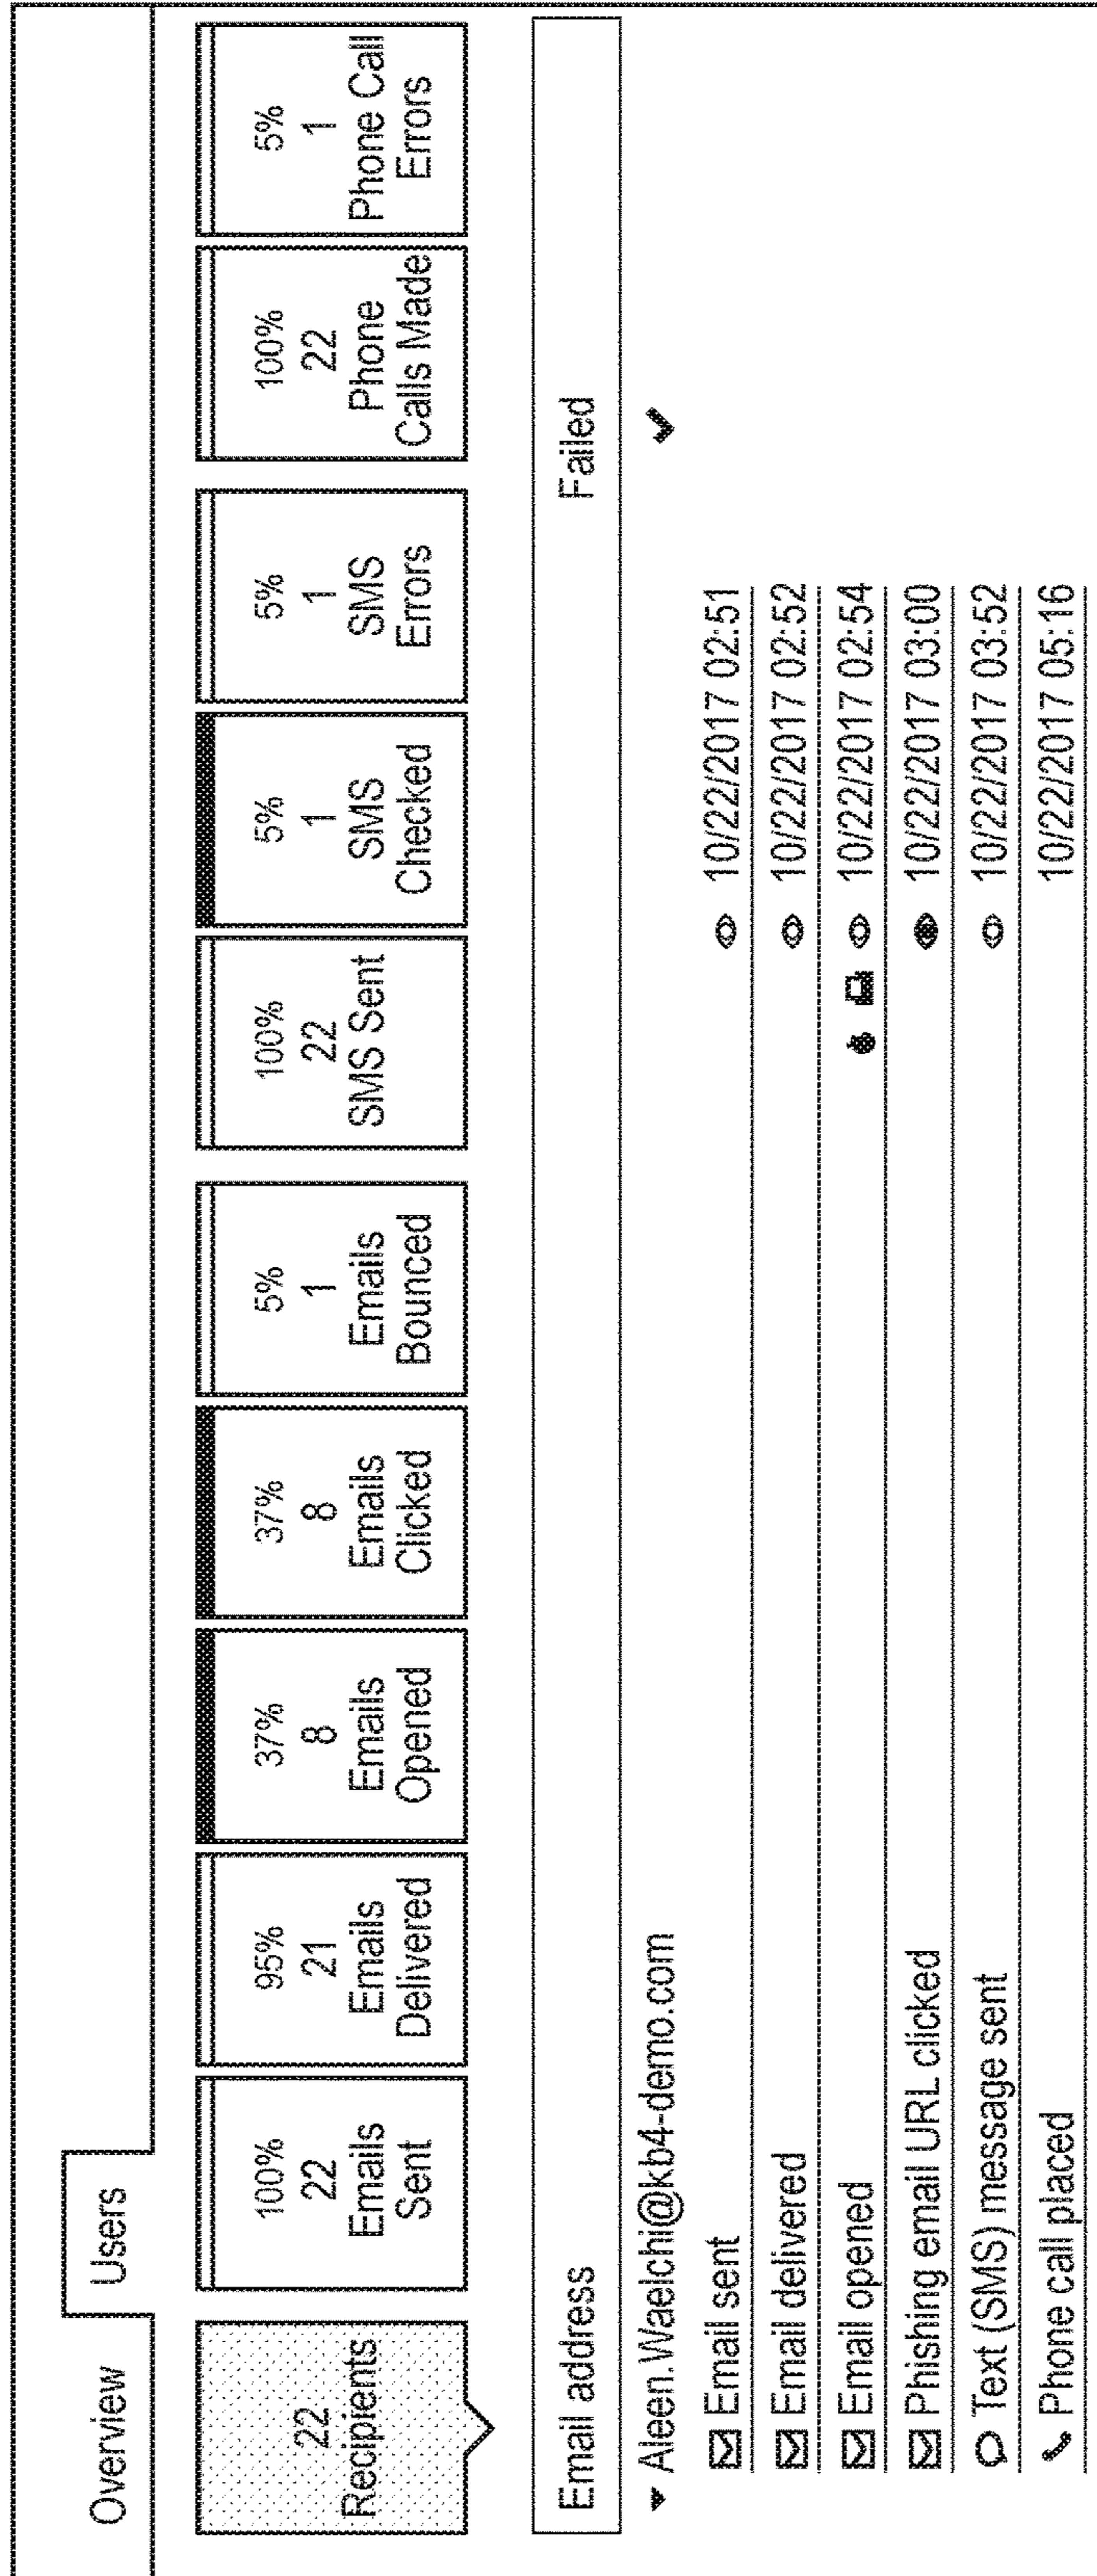 Overview
Users
22
Recipients
100%
22
Emails
Sent
95%
21
Emails
Delivered
37%
8
Emails
Opened
37%
8
Emails
Clicked
5%
1
Emails
Bounced
100%
22
SMS Sent
5%
1
SMS
Checked
5%
1
SMS
Errors
100%
22
Phone
Calls Made
5%
1
Phone Call
Errors
Email address Failed
Aleen.Waelchi@kb4-demo.com
Email sent 10/22/2017 02:51
Email delivered 10/22/2017 02:52
Email opened 10/22/2017 02:54
Phishing email URL clicked 10/22/2017 03:00
Text (SMS) message sent 10/22/2017 03:52
Phone call placed 10/22/2017 05:16